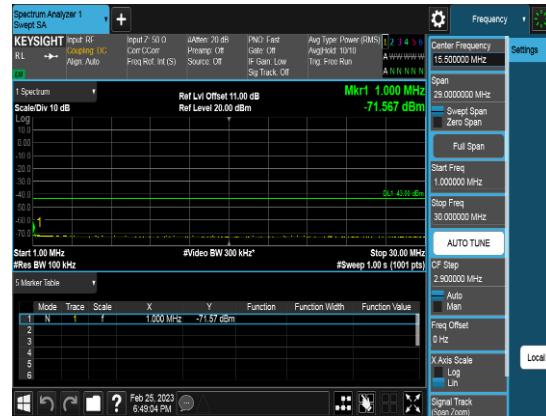 Spectrum Analyzer 1
Swept SA
+
Frequency
KEYSIGHT
RL
Input: RF
Coupling: DC
Align: Auto
Input Z: 50 Ω
Corr CCorr
Freq Ref: Int (S)
#Atten: 20 dB
Preamp: Off
Source: Off
PNO: Fast
Gate: Off
IF Gain: Low
Sig Track: Off
Avg Type: Power (RMS)
Avg|Hold: 10/10
Trig: Free Run
1 2 3 4 5 6
A W W W W W
A N N N N N
1 Spectrum
Scale/Div 10 dB
Ref Lvl Offset 11.00 dB
Ref Level 20.00 dBm
Mkr1 1.000 MHz
-71.567 dBm
Log
10.0
0.00
-10.0
-20.0
-30.0
-40.0
-50.0
-60.0
-70.0
DL1 -43.00 dBm
1
Start 1.00 MHz
#Res BW 100 kHz
#Video BW 300 kHz*
Stop 30.00 MHz
#Sweep 1.00 s (1001 pts)
5 Marker Table
Mode Trace Scale X Y Function Function Width Function Value
1 N 1 f 1.000 MHz -71.57 dBm
2
3
4
5
6
Feb 25, 2023
6:49:04 PM
Center Frequency
15.500000 MHz
Settings
Span
29.0000000 MHz
Swept Span
Zero Span
Full Span
Start Freq
1.000000 MHz
Stop Freq
30.000000 MHz
AUTO TUNE
CF Step
2.900000 MHz
Auto
Man
Freq Offset
0 Hz
X Axis Scale
Log
Lin
Local
Signal Track
(Span Zoom)